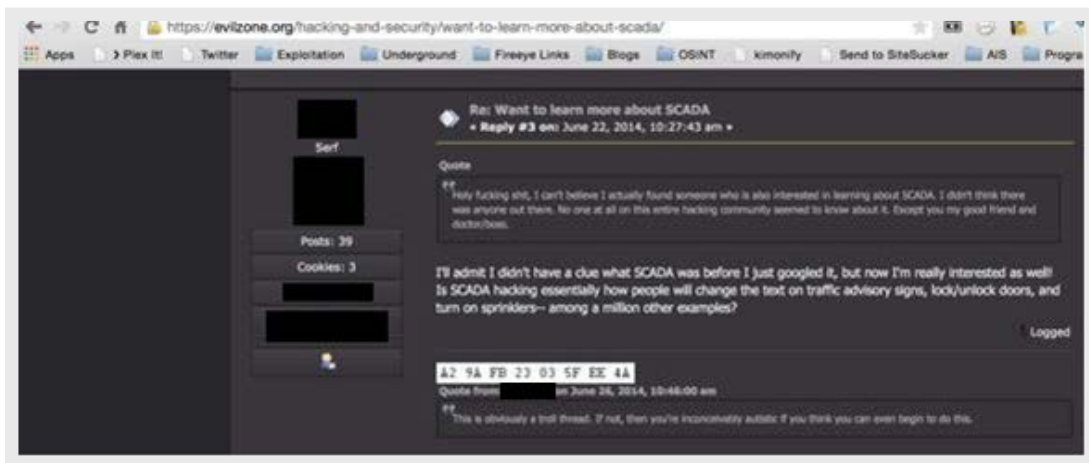 https://evilzone.org/hacking-and-security/want-to-learn-more-about-scada/
Apps > Plex It! Twitter Exploitation Underground Fireeye Links Blogs OSINT kimonify Send to SiteSucker AIS Progra
Serf
Posts: 39
Cookies: 3
Re: Want to learn more about SCADA
« Reply #3 on: June 22, 2014, 10:27:43 am »
Quote
Holy fucking shit, I can't believe I actually found someone who is also interested in learning about SCADA. I didn't think there
was anyone out there. No one at all on this entire hacking community seemed to know about it. Except you my good friend and
doctor/boss.
I'll admit I didn't have a clue what SCADA was before I just googled it, but now I'm really interested as well!
Is SCADA hacking essentially how people will change the text on traffic advisory signs, lock/unlock doors, and
turn on sprinklers-- among a million other examples?
Logged
A2 9A FB 23 03 5F EE 4A
Quote from on June 26, 2014, 10:46:00 am
This is obviously a troll thread. If not, then you're inconceivably autistic if you think you can even begin to do this.